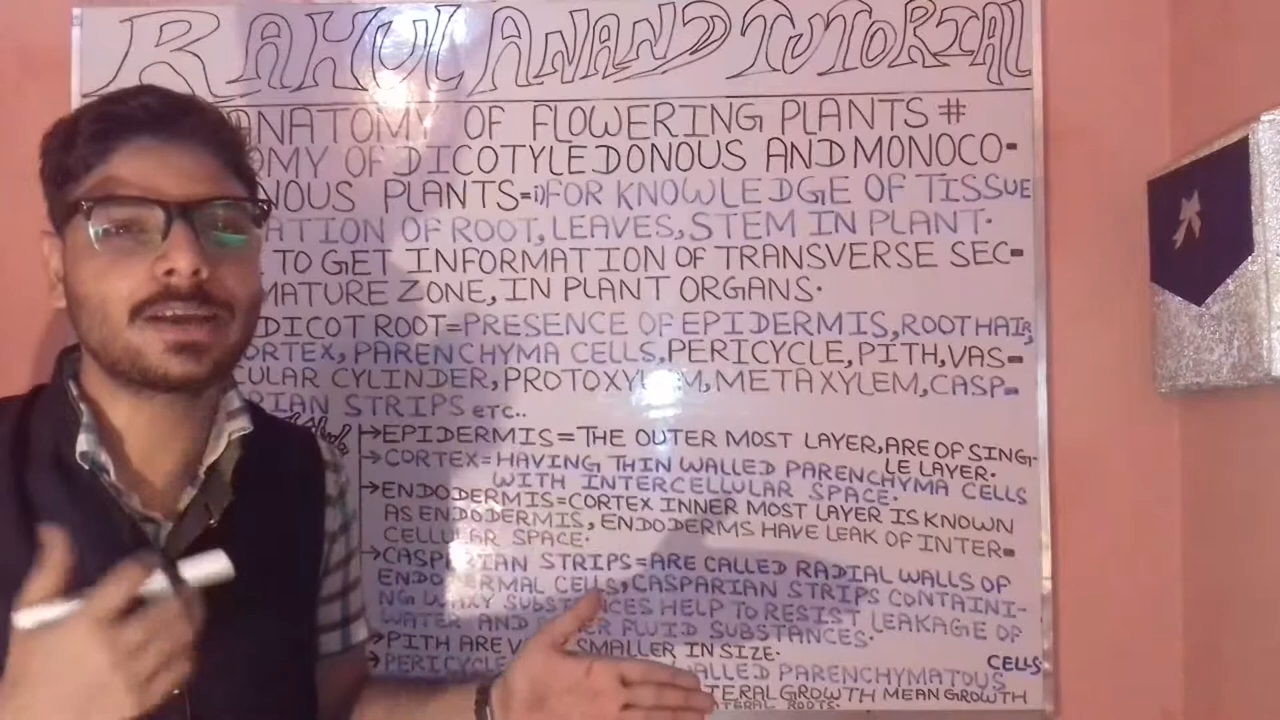 RAHUL ANAND TUTORIAL
ANATOMY OF FLOWERING PLANTS #
OMY OF DICOTYLEDONOUS AND MONOCO-
NOUS PLANTS=i)FOR KNOWLEDGE OF TISSUE
ATION OF ROOT, LEAVES, STEM IN PLANT.
TO GET INFORMATION OF TRANSVERSE SEC-
MATURE ZONE, IN PLANT ORGANS.
DICOT ROOT=PRESENCE OF EPIDERMIS, ROOT HAIR,
ORTEX, PARENCHYMA CELLS, PERICYCLE, PITH, VAS-
CULAR CYLINDER, PROTOXYLEM, METAXYLEM, CASP-
RIAN STRIPS ETC..
→EPIDERMIS=THE OUTER MOST LAYER, ARE OF SING-
LE LAYER.
→CORTEX=HAVING THIN WALLED PARENCHYMA CELLS
WITH INTERCELLULAR SPACE.
→ENDODERMIS=CORTEX INNER MOST LAYER IS KNOWN
AS ENDODERMIS, ENDODERMS HAVE LEAK OF INTER-
CELLULAR SPACE.
→CASPARIAN STRIPS=ARE CALLED RADIAL WALLS OF
ENDODERMAL CELLS, CASPARIAN STRIPS CONTAINI-
NG WAXY SUBSTANCES HELP TO RESIST LEAKAGE OF
WATER AND OTHER FLUID SUBSTANCES.
→PITH ARE SMALLER IN SIZE.
→PERICYCLE WALLED PARENCHYMATOUS CELLS
TERAL GROWTH MEAN GROWTH
TERAL ROOTS.